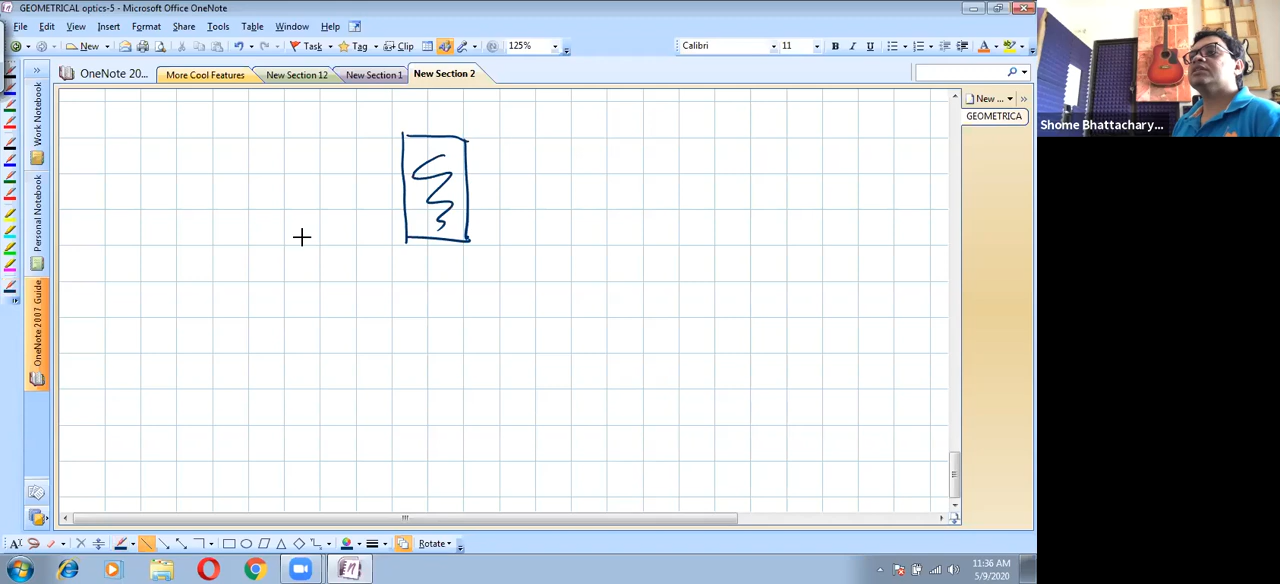 GEOMETRICAL optics-5 - Microsoft Office OneNote
File Edit View Insert Format Share Tools Table Window Help
New Task Tag Clip 125% Calibri 11 B I U
OneNote 20... More Cool Features New Section 12 New Section 1 New Section 2
New ...
GEOMETRICA
Work Notebook
Personal Notebook
OneNote 2007 Guide
Shome Bhattachary...
Rotate
11:36 AM
5/9/2020